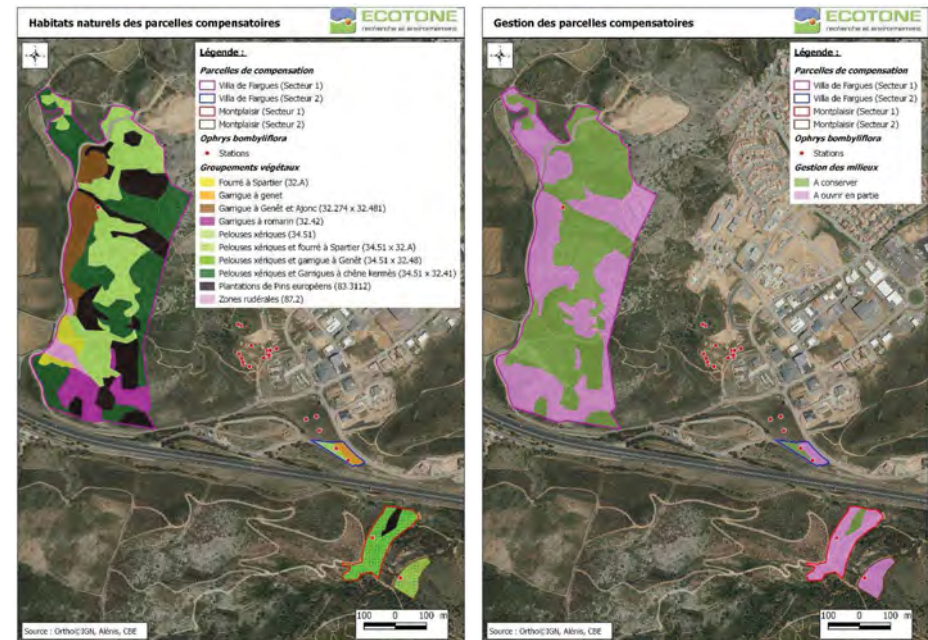 Habitats naturels des parcelles compensatoires
ECOTONE
recherche et environnement
Légende :
Parcelles de compensation
Villa de Fargues (Secteur 1)
Villa de Fargues (Secteur 2)
Montplaisir (Secteur 1)
Montplaisir (Secteur 2)
Ophrys bombyliflora
Stations
Groupements végétaux
Fourré à Spartier (32.A)
Garrigue à genet
Garrigue à Genêt et Ajonc (32.274 x 32.481)
Garrigues à romarin (32.42)
Pelouses xériques (34.51)
Pelouses xériques et fourré à Spartier (34.51 x 32.A)
Pelouses xériques et garrigue à Genêt (34.51 x 32.48)
Pelouses xériques et Garrigues à chêne kermès (34.51 x 32.41)
Plantations de Pins européens (83.3112)
Zones rudérales (87.2)
100 0 100 m
Source : Ortho©IGN, Alénis, CBE
Gestion des parcelles compensatoires
ECOTONE
recherche et environnement
Légende :
Parcelles de compensation
Villa de Fargues (Secteur 1)
Villa de Fargues (Secteur 2)
Montplaisir (Secteur 1)
Montplaisir (Secteur 2)
Ophrys bombyliflora
Stations
Gestion des milieux
A conserver
A ouvrir en partie
100 0 100 m
Source : Ortho©IGN, Alénis, CBE